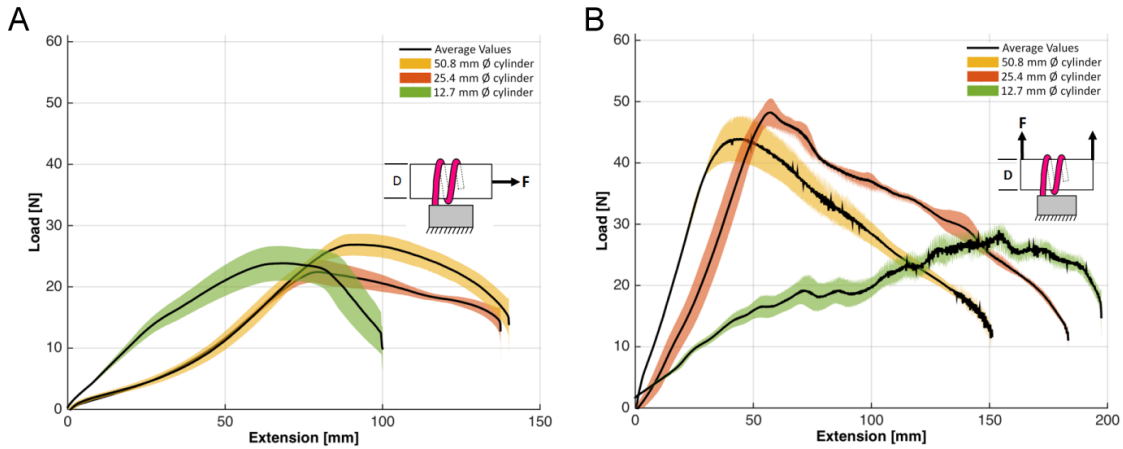 A
60
50
40
30
20
10
0
Load [N]
0
50
100
150
Extension [mm]
Average Values
50.8 mm Ø cylinder
25.4 mm Ø cylinder
12.7 mm Ø cylinder
D
F
B
60
50
40
30
20
10
0
Load [N]
0
50
100
150
200
Extension [mm]
Average Values
50.8 mm Ø cylinder
25.4 mm Ø cylinder
12.7 mm Ø cylinder
F
D